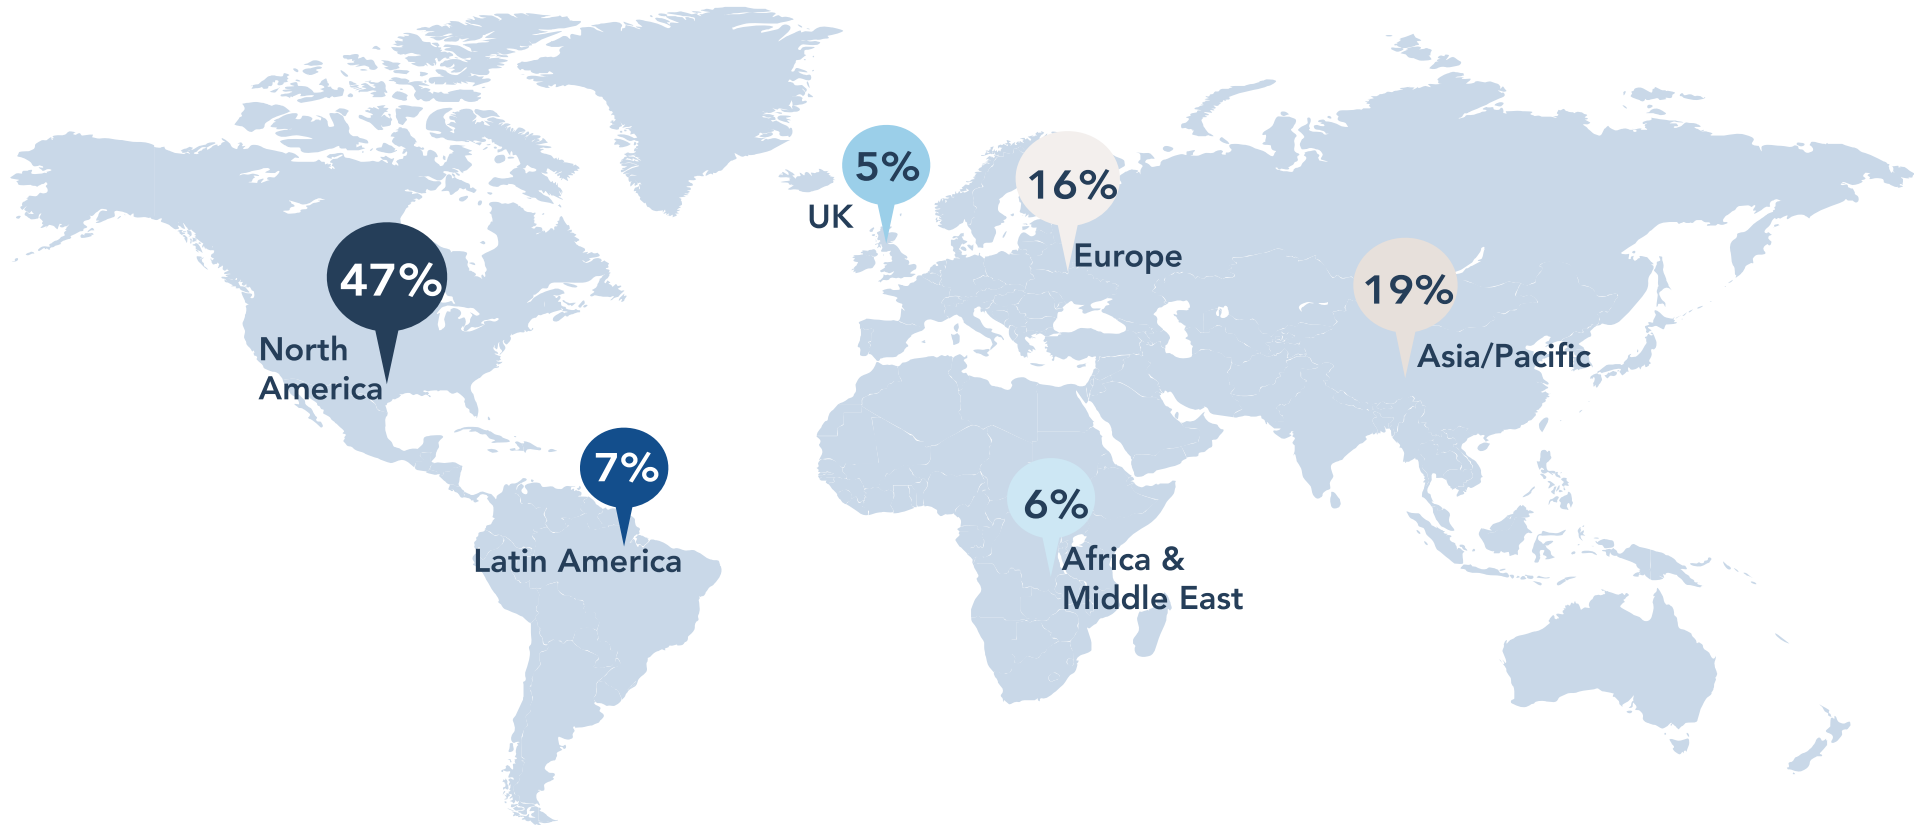 5%
UK
16%
Europe
47%
North
America
19%
Asia/Pacific
7%
Latin America
6%
Africa &
Middle East